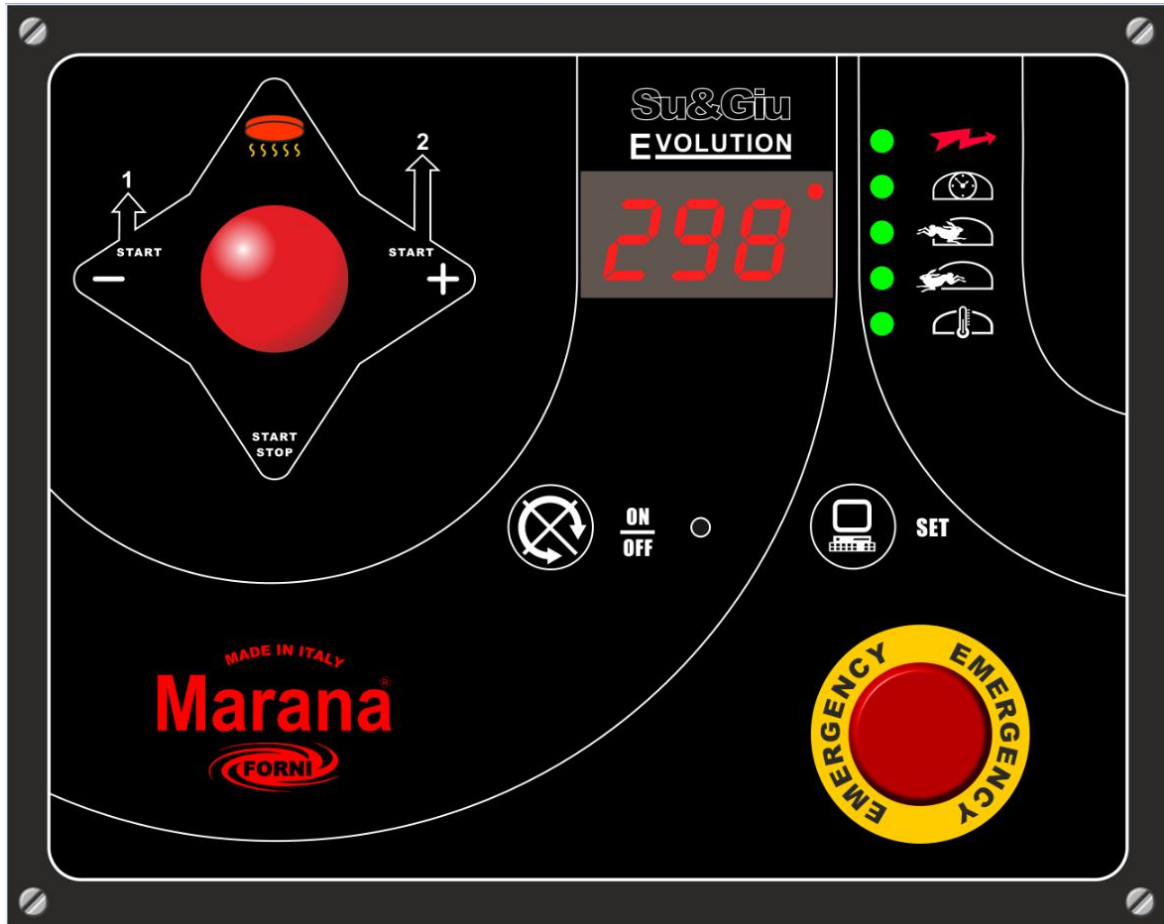 Su&Giu
EVOLUTION
1
2
START
START
298°
START
STOP
ON
OFF
SET
MADE IN ITALY
Marana®
FORNI
EMERGENCY
EMERGENCY